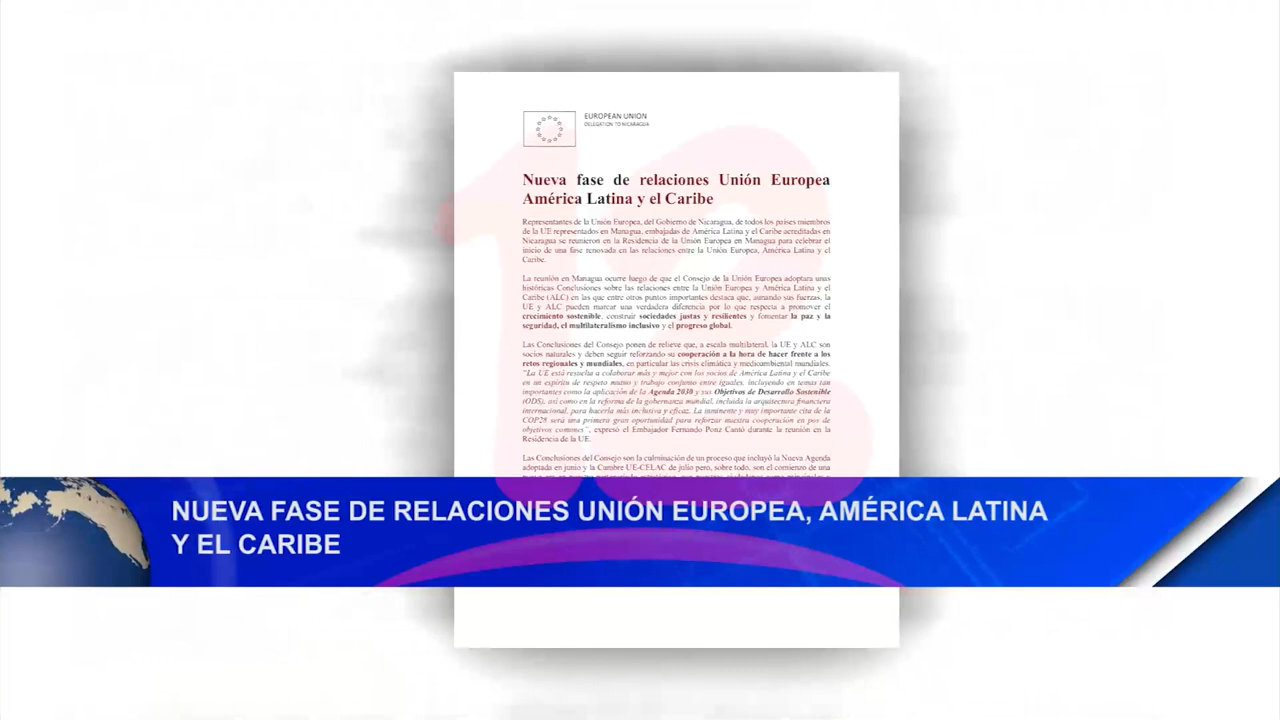 EUROPEAN UNION
DELEGATION TO NICARAGUA
Nueva fase de relaciones Unión Europea
América Latina y el Caribe
Representantes de la Unión Europea, del Gobierno de Nicaragua, de todos los países miembros
de la UE representados en Managua, embajadas de América Latina y el Caribe acreditadas en
Nicaragua se reunieron en la Residencia de la Unión Europea en Managua para celebrar el
inicio de una fase renovada en las relaciones entre la Unión Europea, América Latina y el
Caribe.
La reunión en Managua ocurre luego de que el Consejo de la Unión Europea adoptara unas
históricas Conclusiones sobre las relaciones entre la Unión Europea y América Latina y el
Caribe (ALC) en las que entre otros puntos importantes destaca que, aunando sus fuerzas, la
UE y ALC pueden marcar una verdadera diferencia por lo que respecta a promover el
crecimiento sostenible, construir sociedades justas y resilientes y fomentar la paz y la
seguridad, el multilateralismo inclusivo y el progreso global.
Las Conclusiones del Consejo ponen de relieve que, a escala multilateral, la UE y ALC son
socios naturales y deben seguir reforzando su cooperación a la hora de hacer frente a los
retos regionales y mundiales, en particular las crisis climática y medioambiental mundiales.
"La UE está resuelta a colaborar más y mejor con los socios de América Latina y el Caribe
en un espíritu de respeto mutuo y trabajo conjunto entre iguales, incluyendo en temas tan
importantes como la aplicación de la Agenda 2030 y sus Objetivos de Desarrollo Sostenible
(ODS), así como en la reforma de la gobernanza mundial, incluida la arquitectura financiera
internacional, para hacerla más inclusiva y eficaz. La inminente y muy importante cita de la
COP28 será una primera gran oportunidad para reforzar nuestra cooperación en pos de
objetivos comunes", expresó el Embajador Fernando Ponz Cantó durante la reunión en la
Residencia de la UE.
Las Conclusiones del Consejo son la culminación de un proceso que incluyó la Nueva Agenda
adoptada en junio y la Cumbre UE-CELAC de julio pero, sobre todo, son el comienzo de una
12
NUEVA FASE DE RELACIONES UNIÓN EUROPEA, AMÉRICA LATINA
Y EL CARIBE